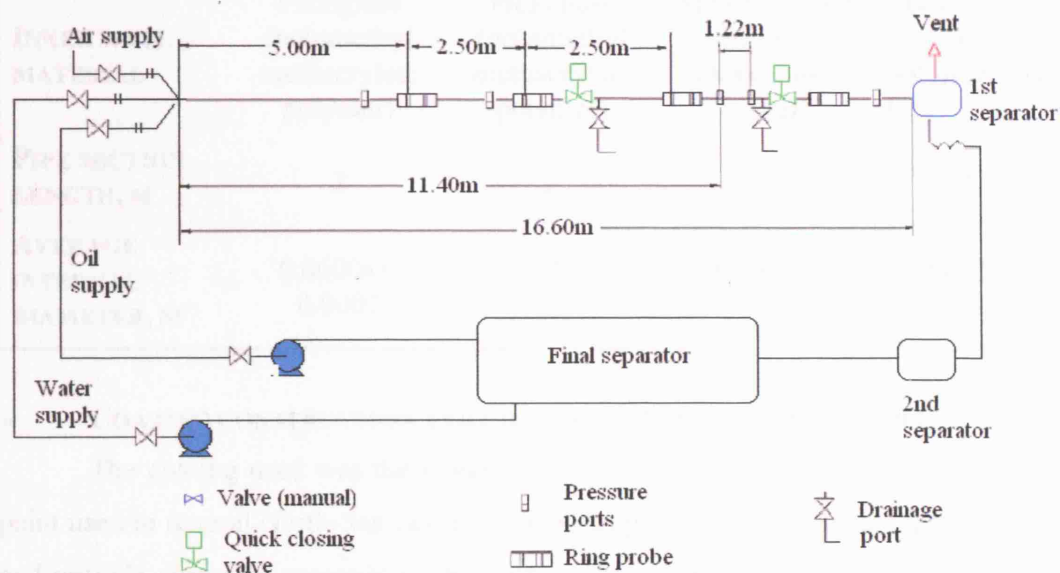 Air supply
5.00m
2.50m
2.50m
1.22m
Vent
1st
separator
11.40m
16.60m
Oil
supply
Final separator
Water
supply
2nd
separator
Valve (manual)
Pressure
ports
Drainage
port
Quick closing
valve
Ring probe